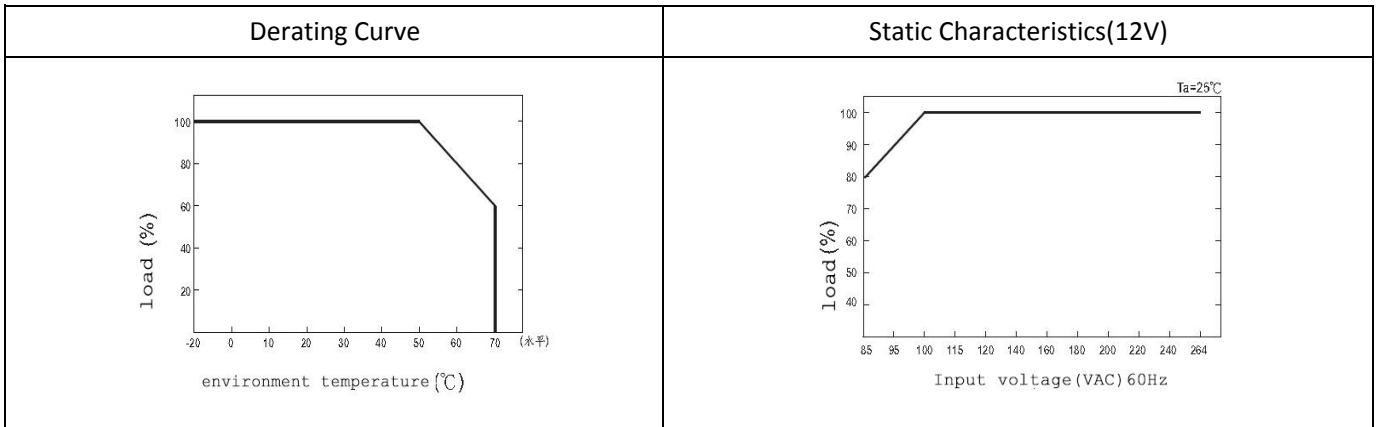 Derating Curve
Static Characteristics(12V)
100
80
60
40
20
load (%)
-20 0 10 20 30 40 50 60 70 (水平)
environment temperature(℃)
Ta=25℃
100
90
80
70
60
50
40
load(%)
85 95 100 115 120 140 160 180 200 220 240 264
Input voltage(VAC)60Hz